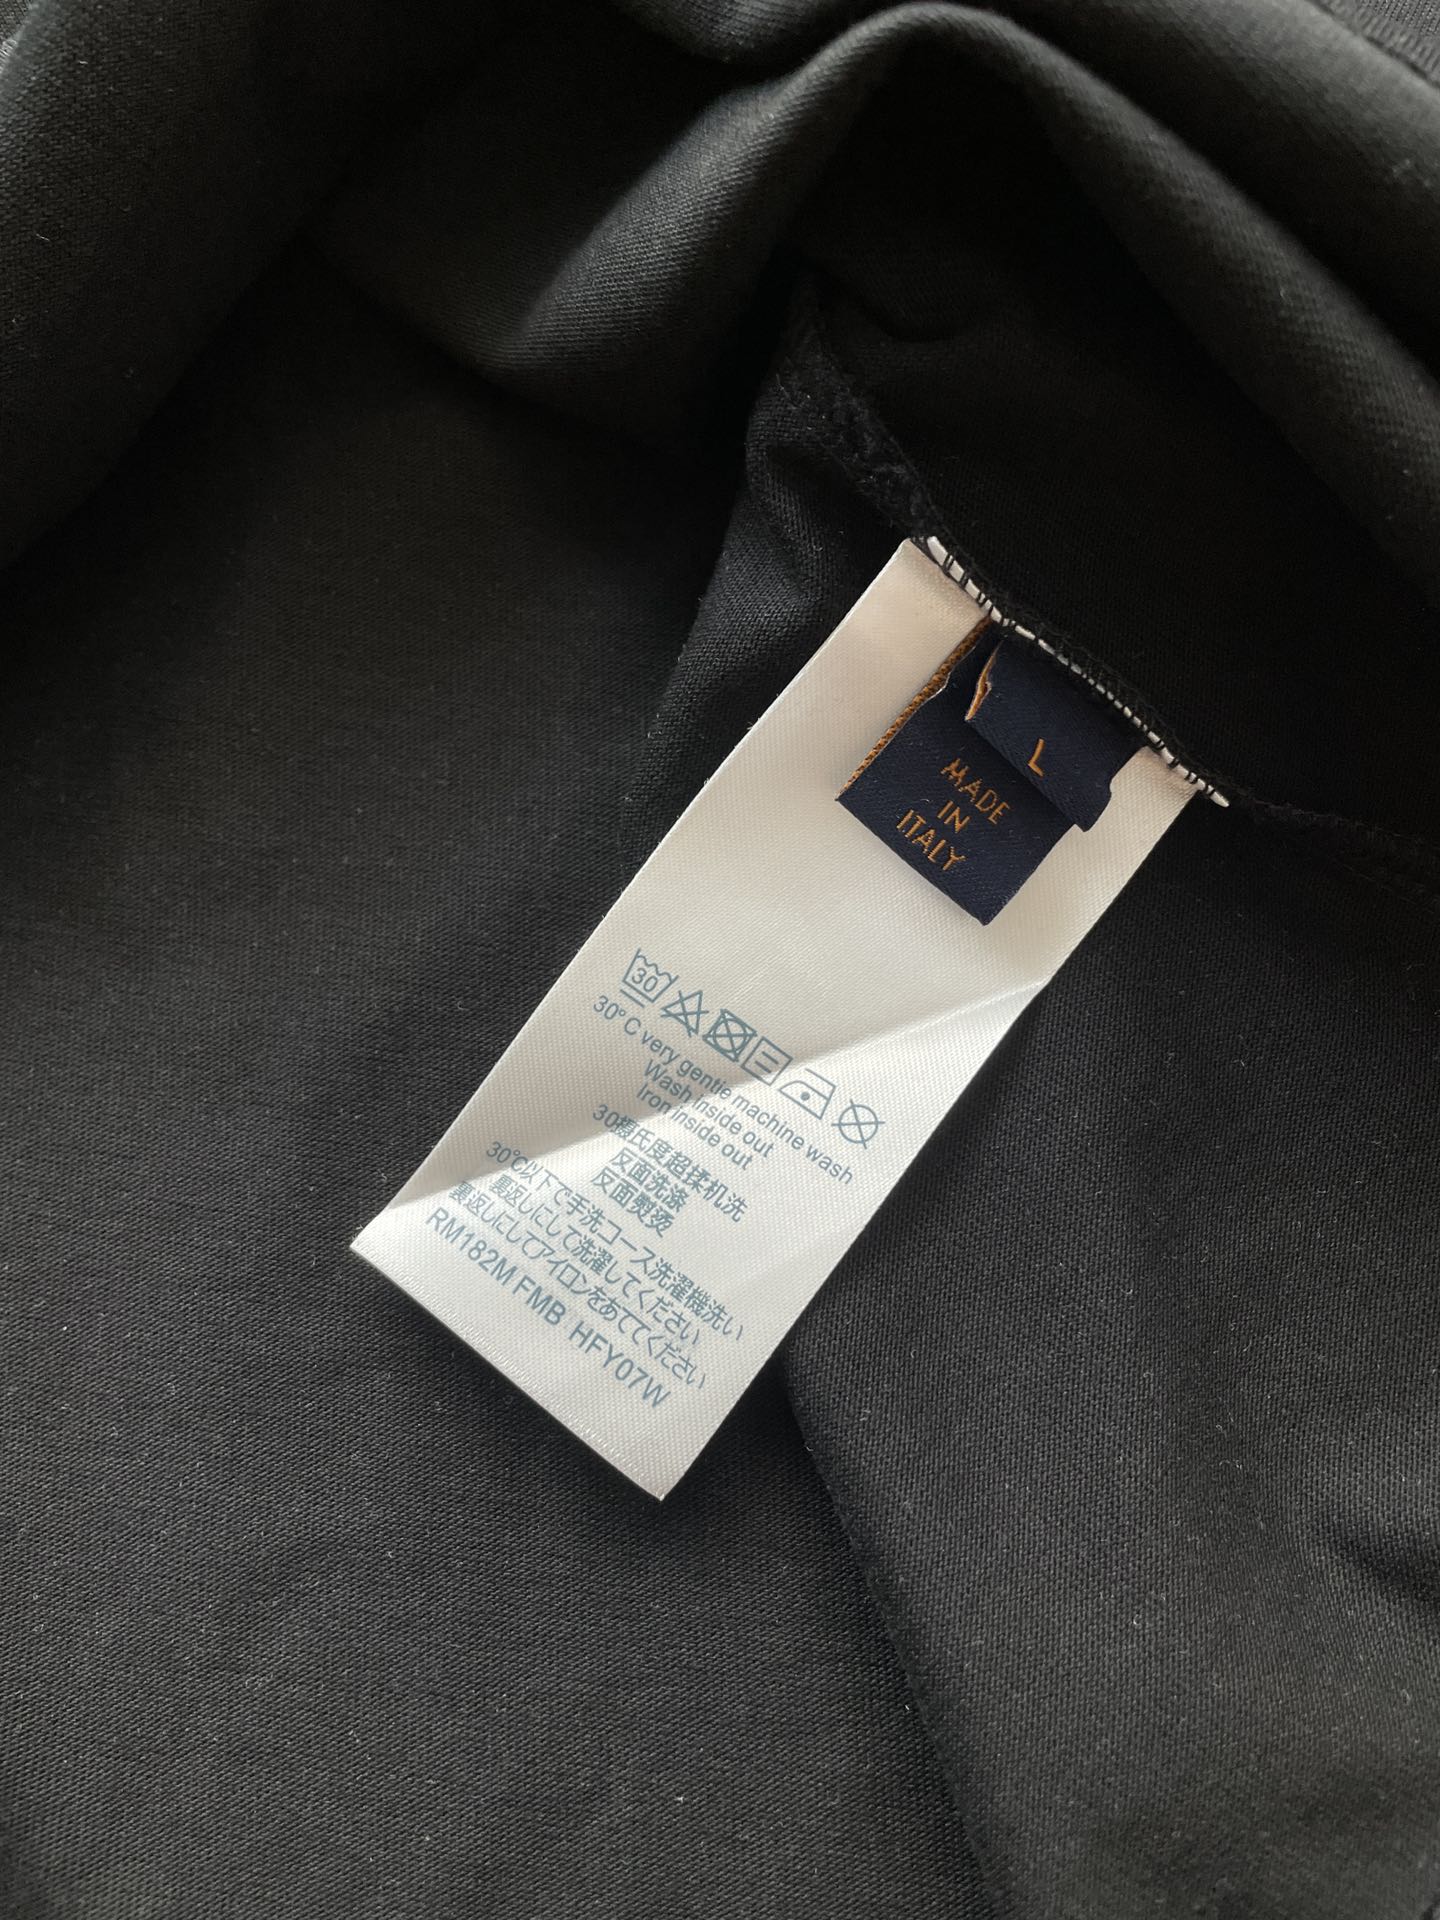 L
MADE
IN
ITALY
30
30°C very gentle machine wash
Wash inside out
Iron inside out
30摄氏度超揉机洗
反面洗涤
反面熨烫
30℃以下で手洗コース洗濯機洗い
裏返しにして洗濯してください
裏返しにしてアイロンをあててください
RM182M FMB HFY07W